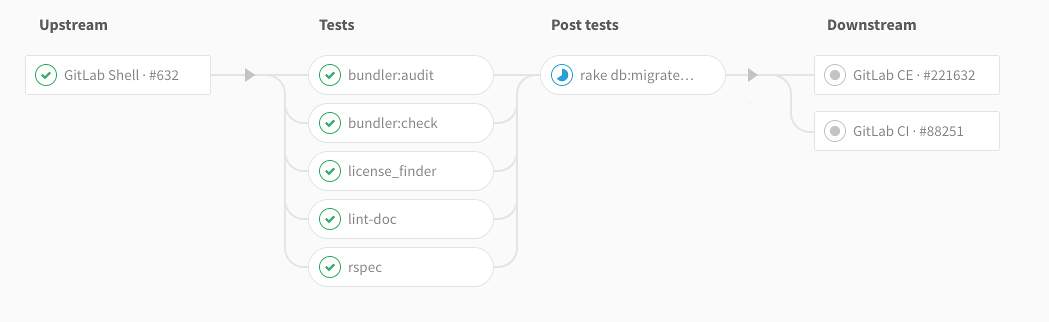 Upstream
Tests
Post tests
Downstream
GitLab Shell · #632
bundler:audit
rake db:migrate...
GitLab CE · #221632
bundler:check
GitLab CI · #88251
license_finder
lint-doc
rspec